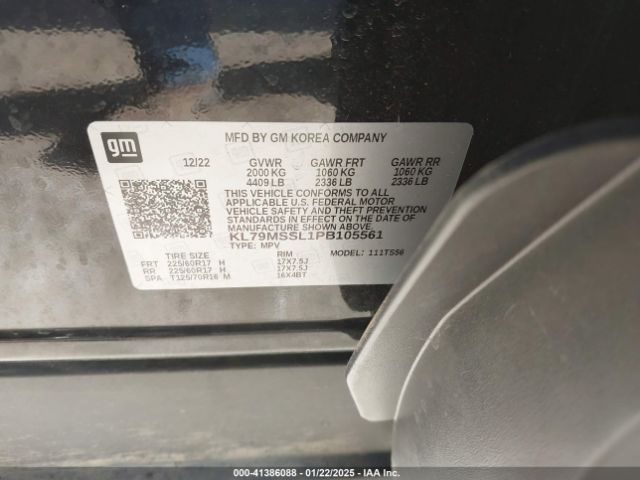 gm
MFD BY GM KOREA COMPANY
12/22 GVWR GAWR FRT GAWR RR
2000 KG 1060 KG 1060 KG
4409 LB 2336 LB 2336 LB
THIS VEHICLE CONFORMS TO ALL
APPLICABLE U.S. FEDERAL MOTOR
VEHICLE SAFETY AND THEFT PREVENTION
STANDARDS IN EFFECT ON THE DATE OF
MANUFACTURE SHOWN ABOVE.
KL79MSSL1PB105561
TYPE: MPV MODEL: 111TS56
TIRE SIZE RIM
FRT 225/60R17 H 17X7.5J
RR 225/60R17 H 17X7.5J
SPA T125/70R16 M 16X4BT
00-41386088 - 01/22/2025 - IAA Inc.